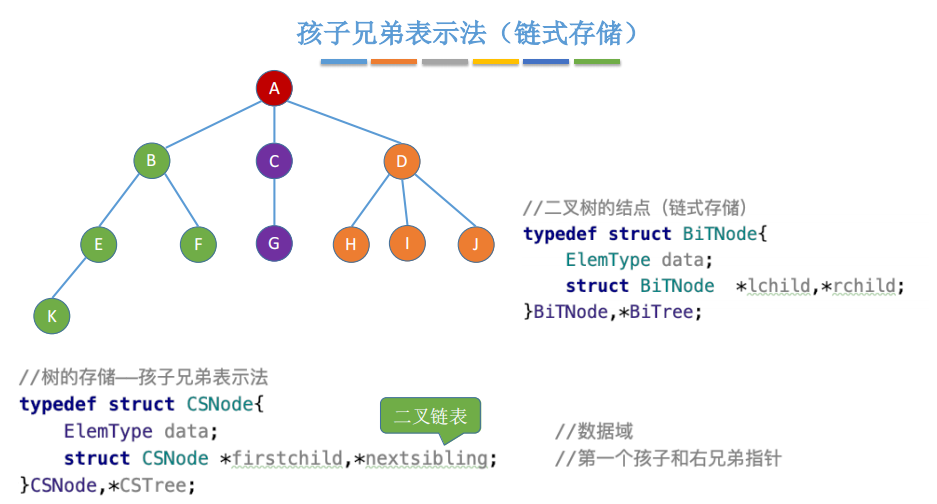 孩子兄弟表示法（链式存储）
A
B
C
D
E
F
G
H
I
J
K
//二叉树的结点（链式存储）
typedef struct BiTNode{
ElemType data;
struct BiTNode *lchild,*rchild;
}BiTNode,*BiTree;
//树的存储——孩子兄弟表示法
typedef struct CSNode{
二叉链表
ElemType data; //数据域
struct CSNode *firstchild,*nextsibling; //第一个孩子和右兄弟指针
}CSNode,*CSTree;